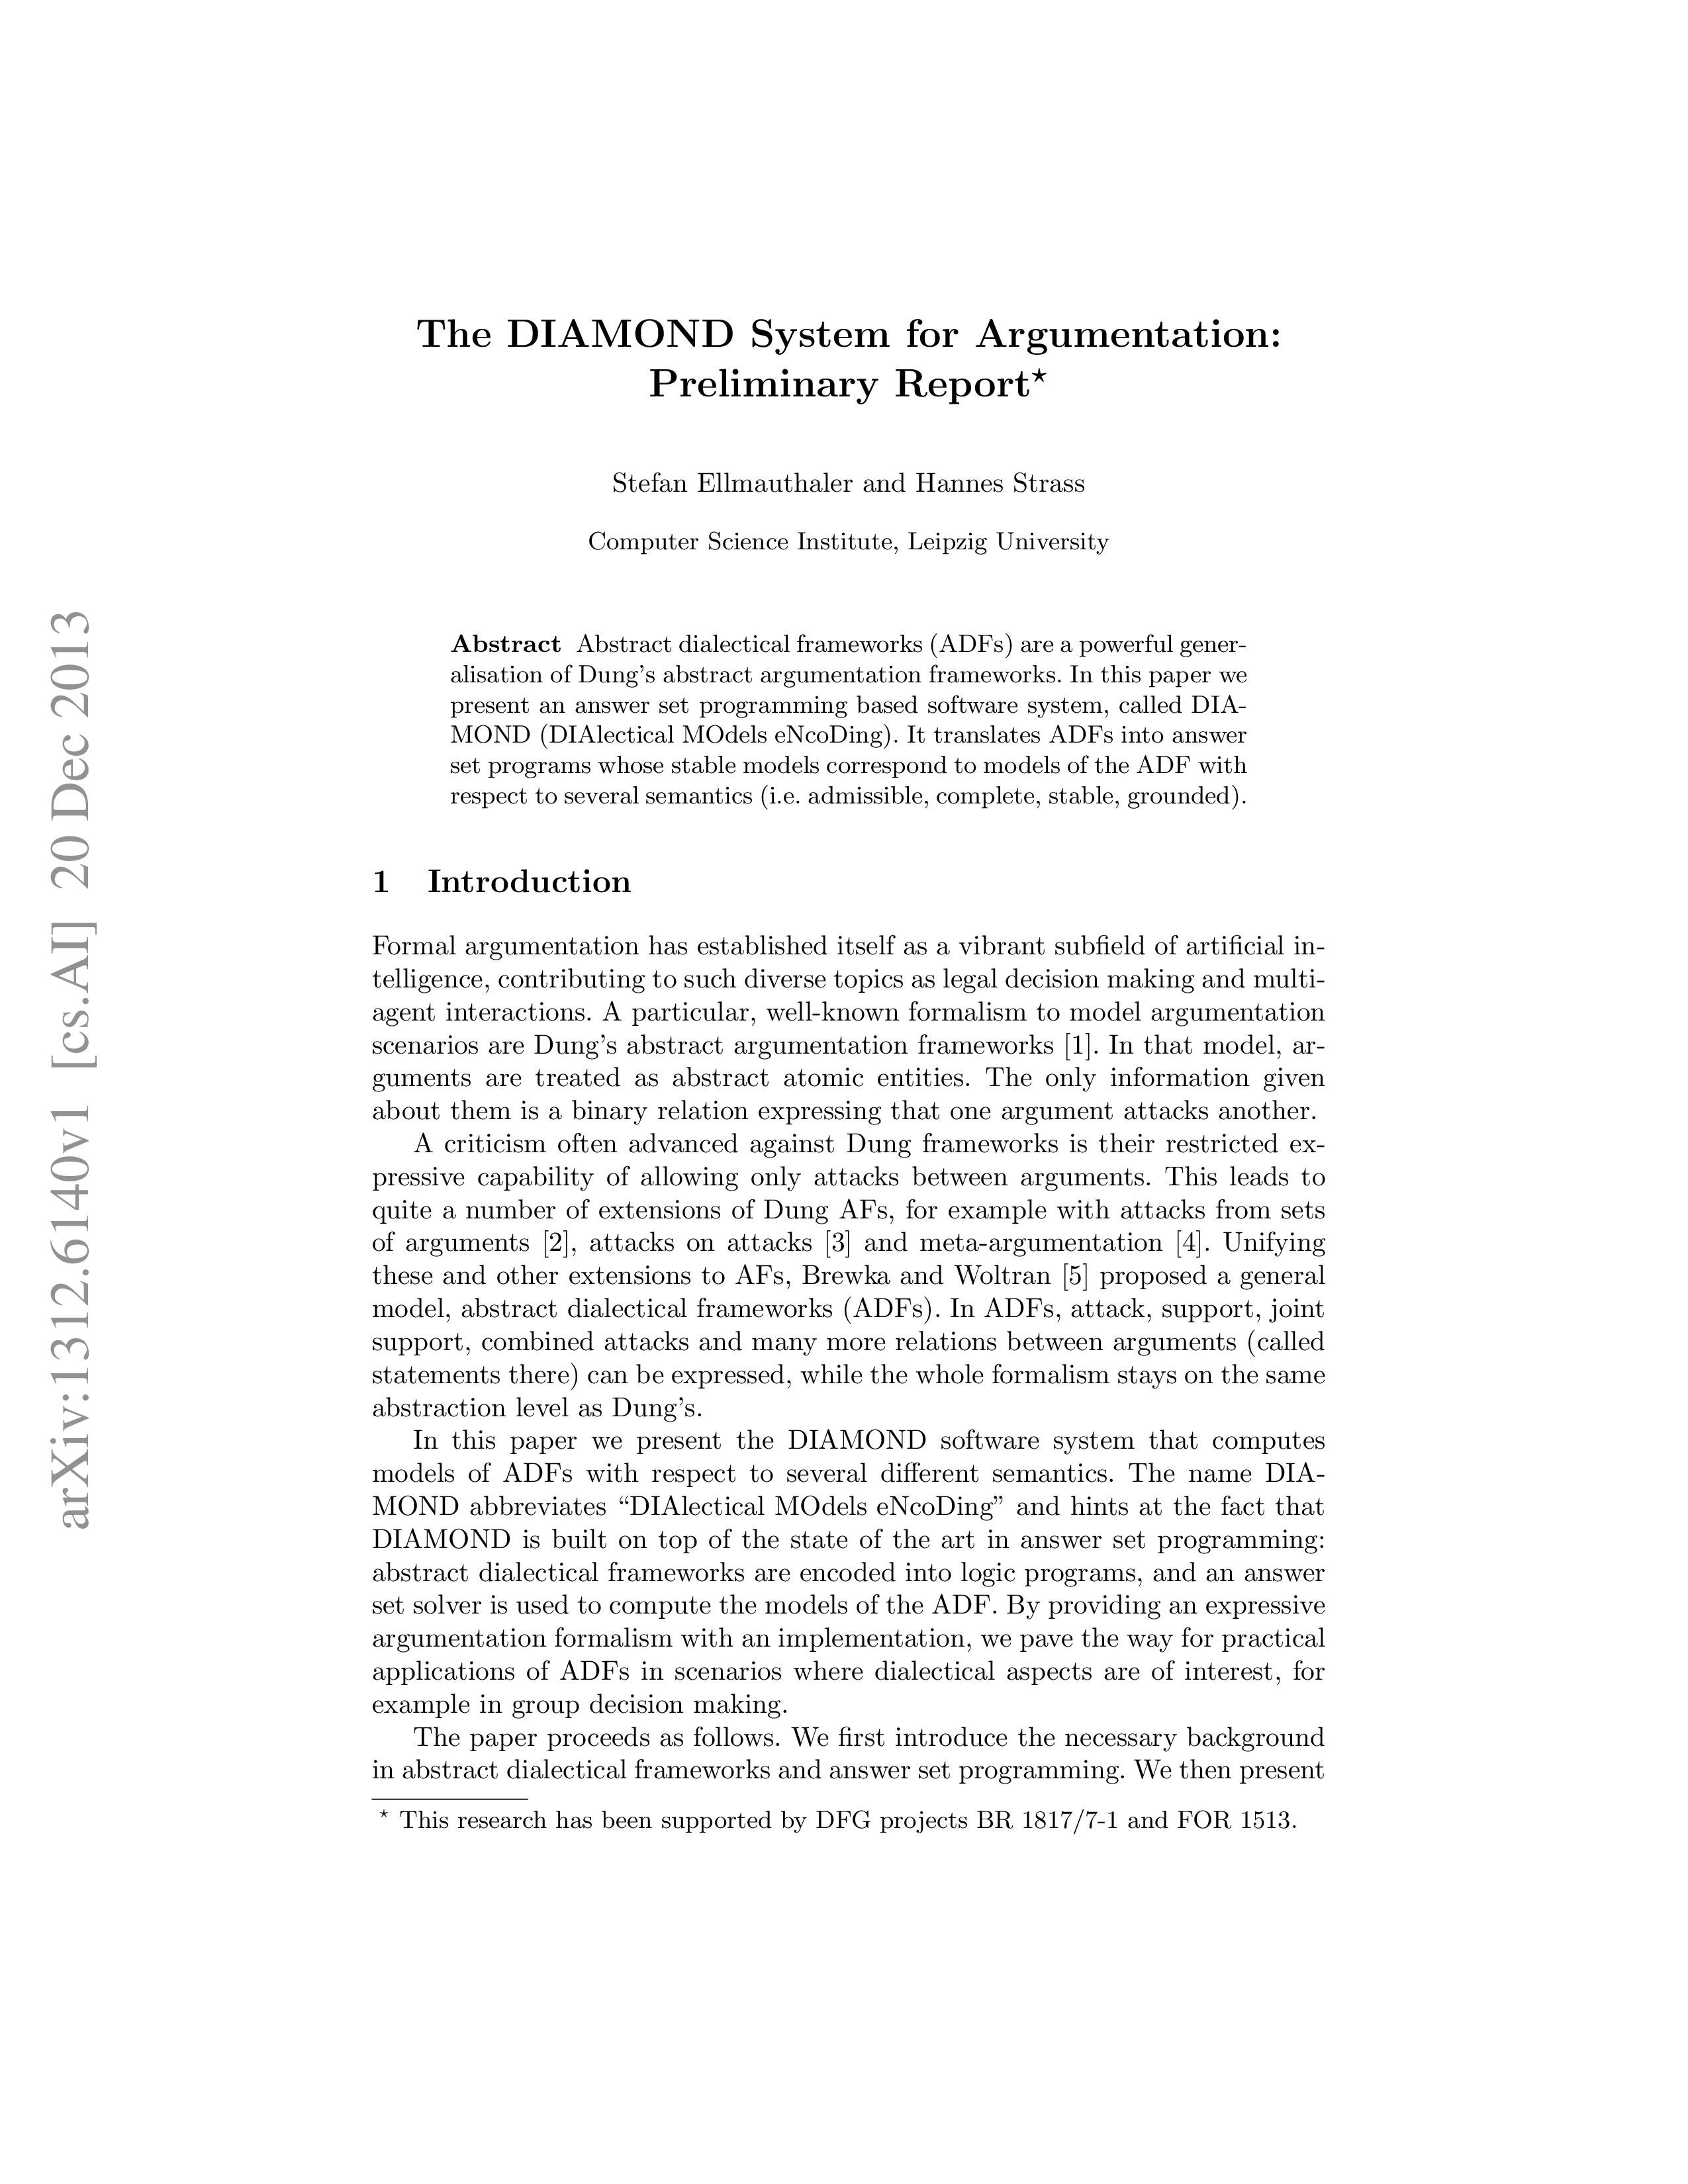 The DIAMOND System for Argumentation:
Preliminary Report⋆
Stefan Ellmauthaler and Hannes Strass
Computer Science Institute, Leipzig University
Abstract Abstract dialectical frameworks (ADFs) are a powerful gener-
alisation of Dung's abstract argumentation frameworks. In this paper we
present an answer set programming based software system, called DIA-
MOND (DIAlectical MOdels eNcoDing). It translates ADFs into answer
set programs whose stable models correspond to models of the ADF with
respect to several semantics (i.e. admissible, complete, stable, grounded).
1 Introduction
Formal argumentation has established itself as a vibrant subfield of artificial in-
telligence, contributing to such diverse topics as legal decision making and multi-
agent interactions. A particular, well-known formalism to model argumentation
scenarios are Dung's abstract argumentation frameworks [1]. In that model, ar-
guments are treated as abstract atomic entities. The only information given
about them is a binary relation expressing that one argument attacks another.
A criticism often advanced against Dung frameworks is their restricted ex-
pressive capability of allowing only attacks between arguments. This leads to
quite a number of extensions of Dung AFs, for example with attacks from sets
of arguments [2], attacks on attacks [3] and meta-argumentation [4]. Unifying
these and other extensions to AFs, Brewka and Woltran [5] proposed a general
model, abstract dialectical frameworks (ADFs). In ADFs, attack, support, joint
support, combined attacks and many more relations between arguments (called
statements there) can be expressed, while the whole formalism stays on the same
abstraction level as Dung's.
In this paper we present the DIAMOND software system that computes
models of ADFs with respect to several different semantics. The name DIA-
MOND abbreviates “DIAlectical MOdels eNcoDing” and hints at the fact that
DIAMOND is built on top of the state of the art in answer set programming:
abstract dialectical frameworks are encoded into logic programs, and an answer
set solver is used to compute the models of the ADF. By providing an expressive
argumentation formalism with an implementation, we pave the way for practical
applications of ADFs in scenarios where dialectical aspects are of interest, for
example in group decision making.
The paper proceeds as follows. We first introduce the necessary background
in abstract dialectical frameworks and answer set programming. We then present
⋆ This research has been supported by DFG projects BR 1817/7-1 and FOR 1513.
arXiv:1312.6140v1 [cs.AI] 20 Dec 2013